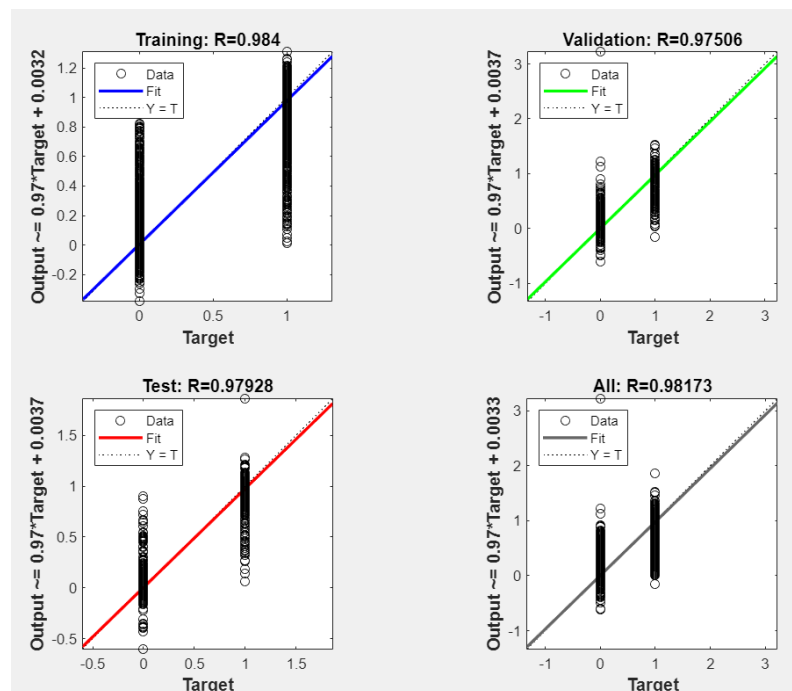 Training: R=0.984
Output ~= 0.97*Target + 0.0032
Data
Fit
Y = T
1.2
1
0.8
0.6
0.4
0.2
0
-0.2
0 0.5 1
Target
Validation: R=0.97506
Output ~= 0.97*Target + 0.0037
Data
Fit
Y = T
3
2
1
0
-1
-1 0 1 2 3
Target
Test: R=0.97928
Output ~= 0.97*Target + 0.0037
Data
Fit
Y = T
1.5
1
0.5
0
-0.5
-0.5 0 0.5 1 1.5
Target
All: R=0.98173
Output ~= 0.97*Target + 0.0033
Data
Fit
Y = T
3
2
1
0
-1
-1 0 1 2 3
Target